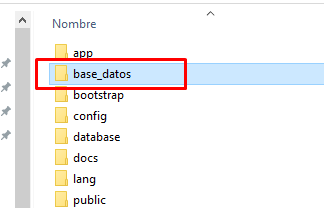 Nombre
app
base_datos
bootstrap
config
database
docs
lang
public